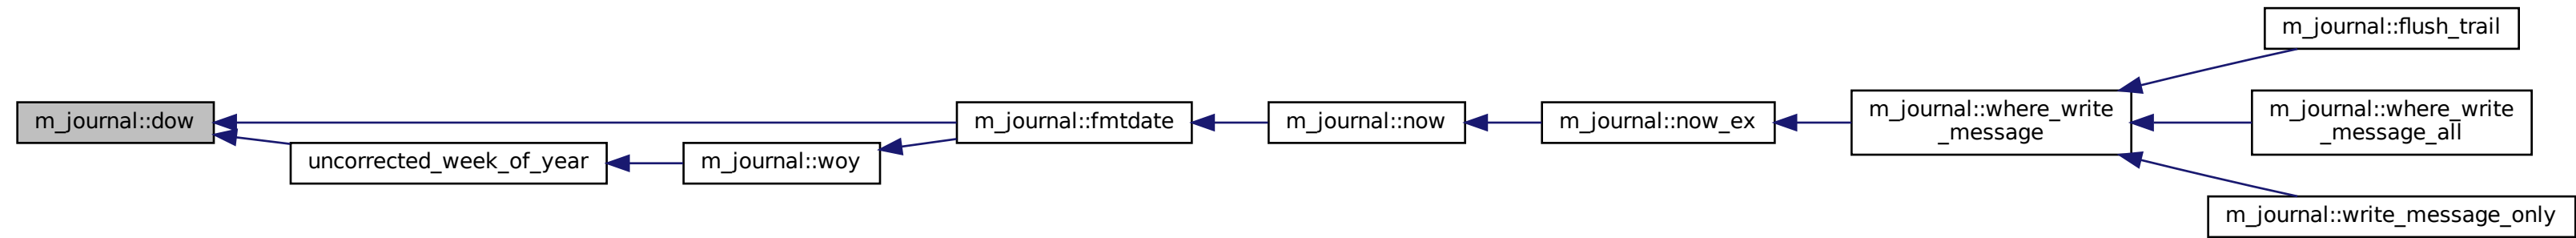 m_journal::dow
uncorrected_week_of_year
m_journal::woy
m_journal::fmtdate
m_journal::now
m_journal::now_ex
m_journal::where_write
_message
m_journal::flush_trail
m_journal::where_write
_message_all
m_journal::write_message_only